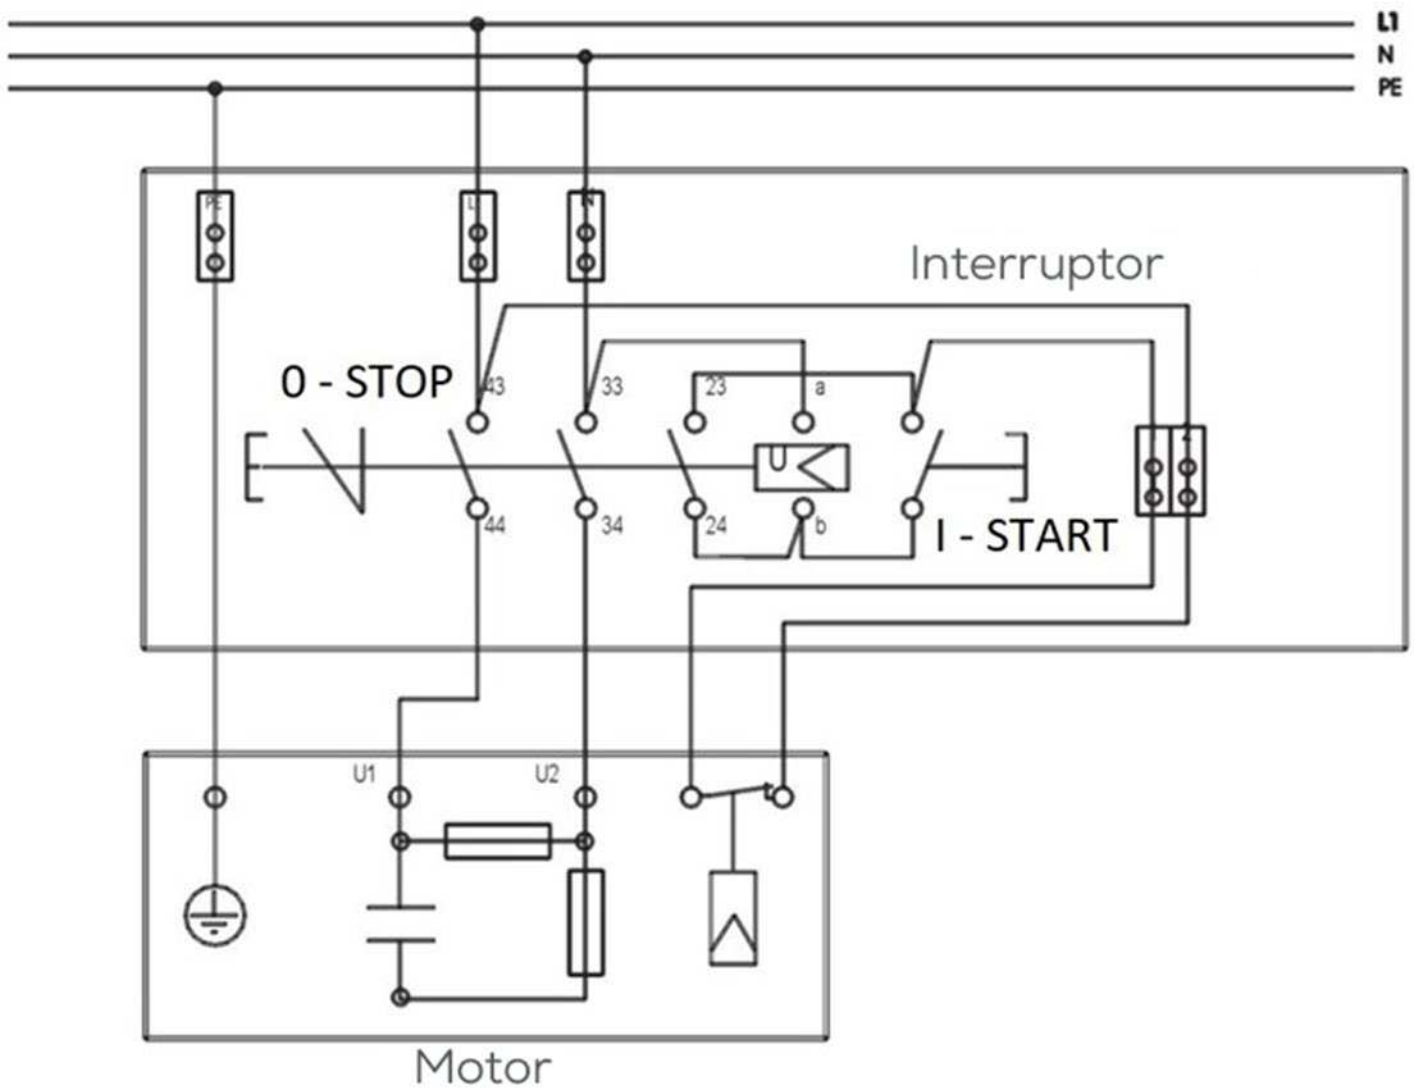 L1
N
PE
PE
L
N
Interruptor
0 - STOP
43
33
23
a
U
44
34
24
b
I - START
U1
U2
Motor